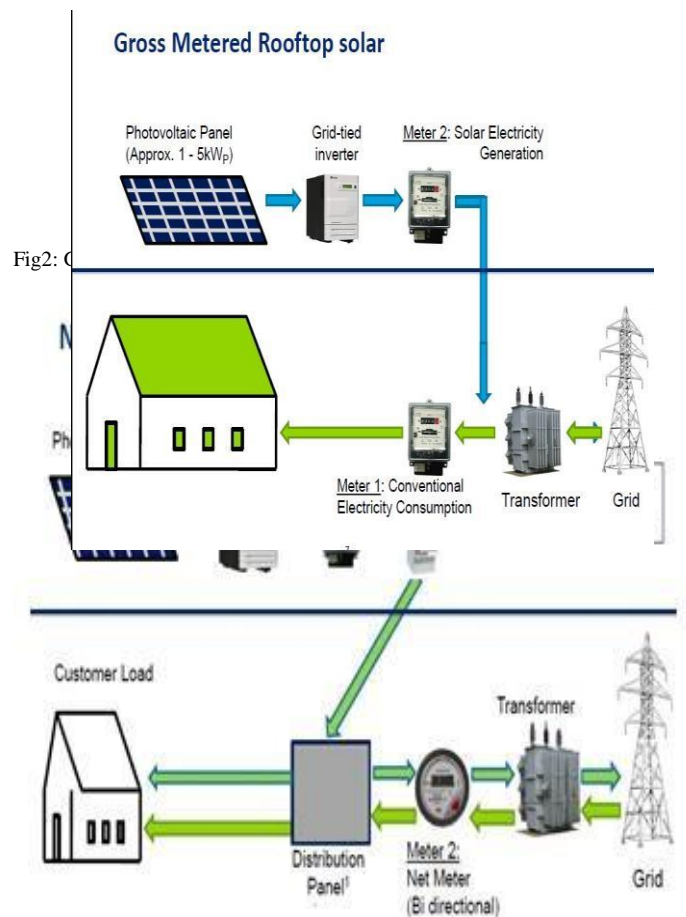 Gross Metered Rooftop solar
Photovoltaic Panel
(Approx. 1 - 5kWP)
Grid-tied
inverter
Meter 2: Solar Electricity
Generation
Fig2:
Meter 1: Conventional
Electricity Consumption
Transformer
Grid
Customer Load
Transformer
Distribution
Panel¹
Meter 2:
Net Meter
(Bi directional)
Grid